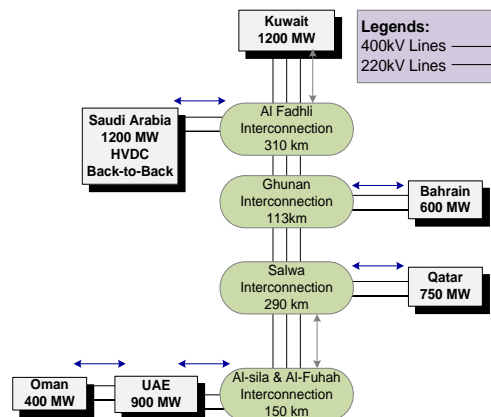 Kuwait
1200 MW
Legends:
400kV Lines
220kV Lines
Al Fadhli
Interconnection
310 km
Saudi Arabia
1200 MW
HVDC
Back-to-Back
Ghunan
Interconnection
113km
Bahrain
600 MW
Salwa
Interconnection
290 km
Qatar
750 MW
Al-sila & Al-Fuhah
Interconnection
150 km
Oman
400 MW
UAE
900 MW